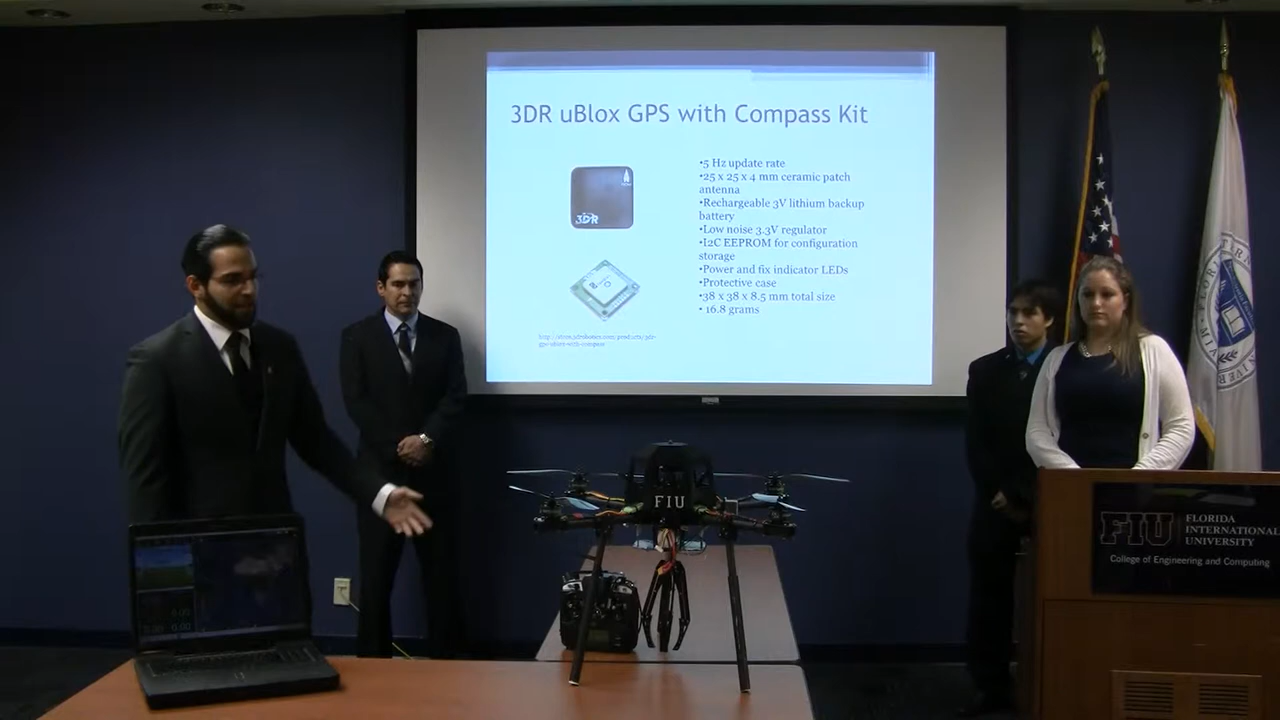 3DR uBlox GPS with Compass Kit
•5 Hz update rate
•25 x 25 x 4 mm ceramic patch
antenna
•Rechargeable 3V lithium backup
battery
•Low noise 3.3V regulator
•I2C EEPROM for configuration
storage
•Power and fix indicator LEDs
•Protective case
•38 x 38 x 8.5 mm total size
• 16.8 grams
3DR
FIU
FIU
FLORIDA
INTERNATIONAL
UNIVERSITY
College of Engineering and Computing